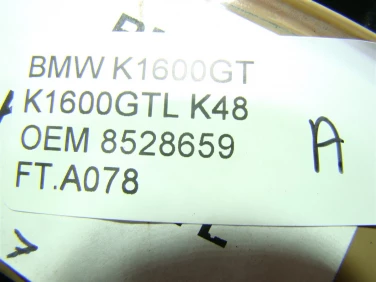 BMW K1600GT
K1600GTL K48
OEM 8528659
FT.A078
A